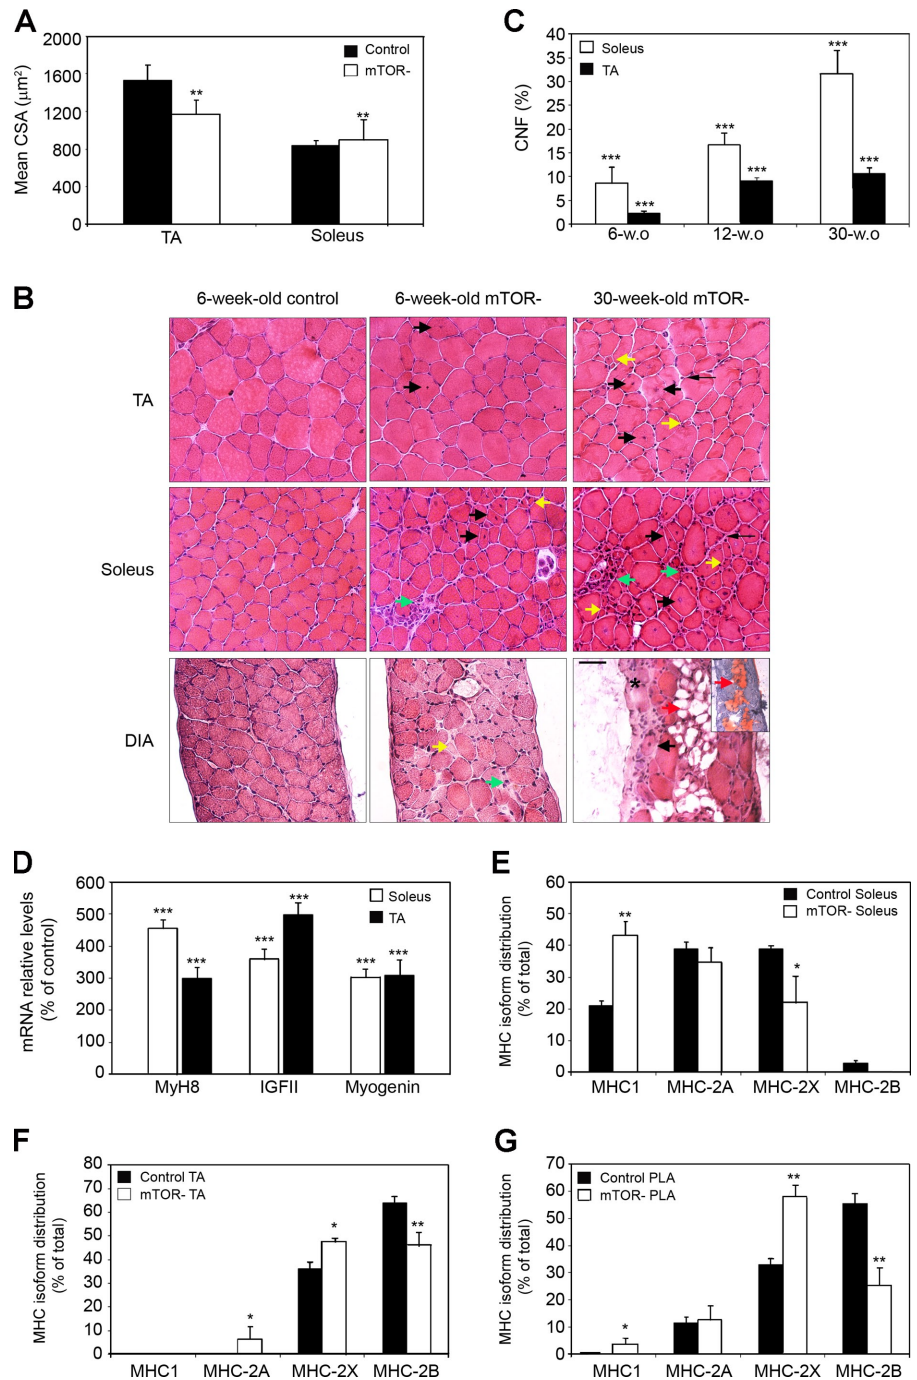 A
Mean CSA (μm²)
2000
1600
1200
800
400
0
Control
mTOR-
**
**
TA
Soleus
C
CNF (%)
40
35
30
25
20
15
10
5
0
Soleus
TA
***
***
***
***
***
***
6-w.o
12-w.o
30-w.o
B
6-week-old control
6-week-old mTOR-
30-week-old mTOR-
TA
Soleus
DIA
*
D
mRNA relative levels
(% of control)
600
500
400
300
200
100
0
Soleus
TA
***
***
***
***
***
***
MyH8
IGFII
Myogenin
E
MHC isoform distribution
(% of total)
60
50
40
30
20
10
0
Control Soleus
mTOR- Soleus
**
*
MHC1
MHC-2A
MHC-2X
MHC-2B
F
MHC isoform distribution
(% of total)
80
70
60
50
40
30
20
10
0
Control TA
mTOR- TA
*
*
**
MHC1
MHC-2A
MHC-2X
MHC-2B
G
MHC isoform distribution
(% of total)
70
60
50
40
30
20
10
0
Control PLA
mTOR- PLA
*
**
**
MHC1
MHC-2A
MHC-2X
MHC-2B